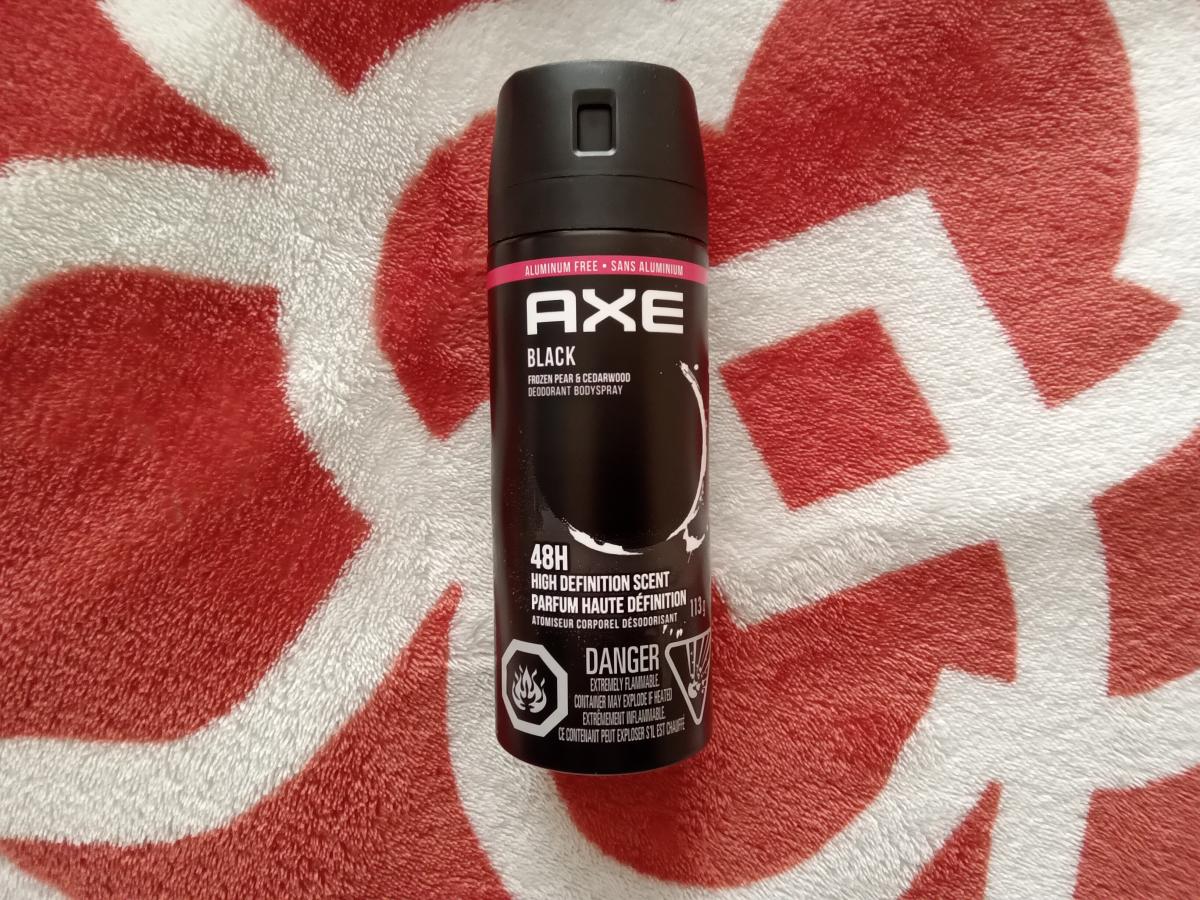 ALUMINUM FREE • SANS ALUMINIUM
AXE
BLACK
FROZEN PEAR & CEDARWOOD
DEODORANT BODYSPRAY
48H
HIGH DEFINITION SCENT
PARFUM HAUTE DÉFINITION
113g
ATOMISEUR CORPOREL DÉSODORISANT
DANGER
EXTREMELY FLAMMABLE.
CONTAINER MAY EXPLODE IF HEATED
EXTRÊMEMENT INFLAMMABLE.
CE CONTENANT PEUT EXPLOSER S'IL EST CHAUFFÉ